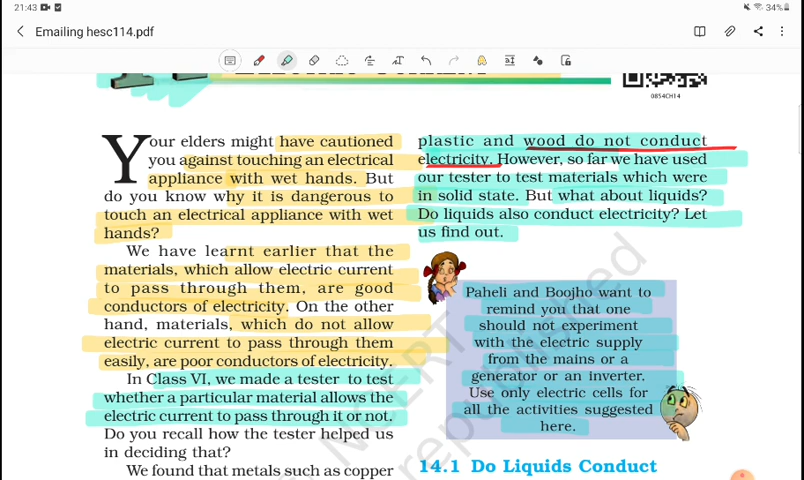 21:43
34%
Emailing hesc114.pdf
0854CH14
Your elders might have cautioned
you against touching an electrical
appliance with wet hands. But
do you know why it is dangerous to
touch an electrical appliance with wet
hands?
We have learnt earlier that the
materials, which allow electric current
to pass through them, are good
conductors of electricity. On the other
hand, materials, which do not allow
electric current to pass through them
easily, are poor conductors of electricity.
In Class VI, we made a tester to test
whether a particular material allows the
electric current to pass through it or not.
Do you recall how the tester helped us
in deciding that?
We found that metals such as copper
plastic and wood do not conduct
electricity. However, so far we have used
our tester to test materials which were
in solid state. But what about liquids?
Do liquids also conduct electricity? Let
us find out.
Paheli and Boojho want to
remind you that one
should not experiment
with the electric supply
from the mains or a
generator or an inverter.
Use only electric cells for
all the activities suggested
here.
14.1 Do Liquids Conduct